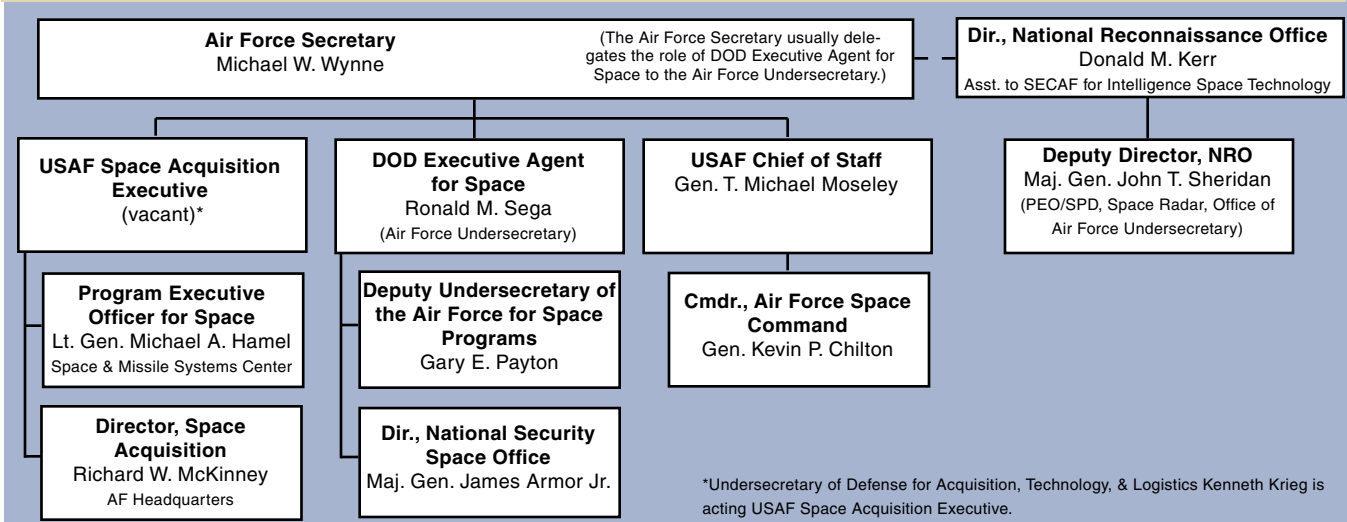 Air Force Secretary
Michael W. Wynne
(The Air Force Secretary usually dele-
gates the role of DOD Executive Agent for
Space to the Air Force Undersecretary.)
Dir., National Reconnaissance Office
Donald M. Kerr
Asst. to SECAF for Intelligence Space Technology
USAF Space Acquisition
Executive
(vacant)*
DOD Executive Agent
for Space
Ronald M. Sega
(Air Force Undersecretary)
USAF Chief of Staff
Gen. T. Michael Moseley
Deputy Director, NRO
Maj. Gen. John T. Sheridan
(PEO/SPD, Space Radar, Office of
Air Force Undersecretary)
Program Executive
Officer for Space
Lt. Gen. Michael A. Hamel
Space & Missile Systems Center
Deputy Undersecretary of
the Air Force for Space
Programs
Gary E. Payton
Cmdr., Air Force Space
Command
Gen. Kevin P. Chilton
Director, Space
Acquisition
Richard W. McKinney
AF Headquarters
Dir., National Security
Space Office
Maj. Gen. James Armor Jr.
*Undersecretary of Defense for Acquisition, Technology, & Logistics Kenneth Krieg is
acting USAF Space Acquisition Executive.